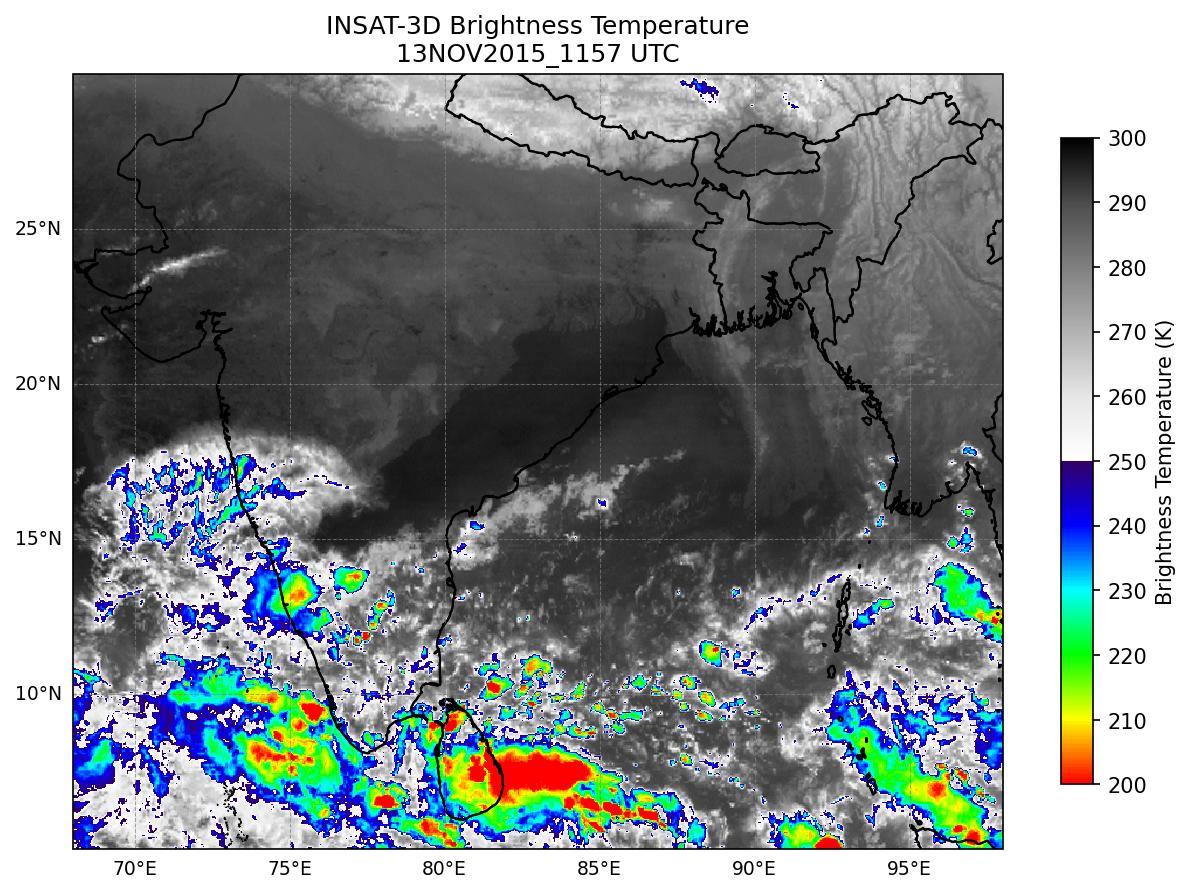 INSAT-3D Brightness Temperature
13NOV2015_1157 UTC
25°N
20°N
15°N
10°N
70°E
75°E
80°E
85°E
90°E
95°E
300
290
280
270
260
250
240
230
220
210
200
Brightness Temperature (K)